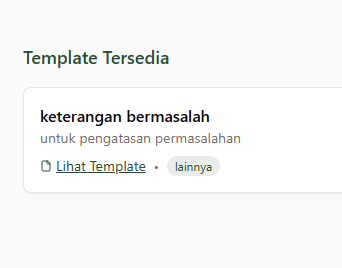 Template Tersedia
keterangan bermasalah
untuk pengatasan permasalahan
Lihat Template • lainnya